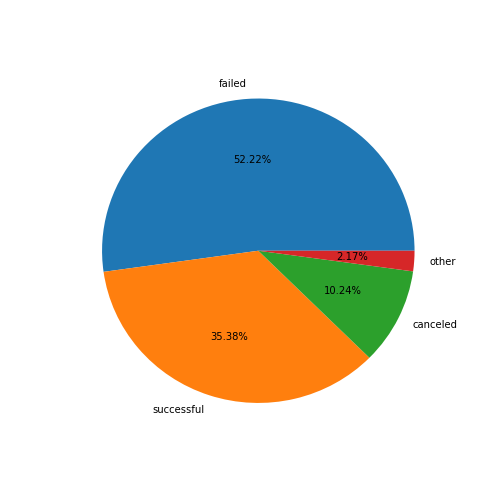 failed
52.22%
2.17%
other
10.24%
canceled
35.38%
successful